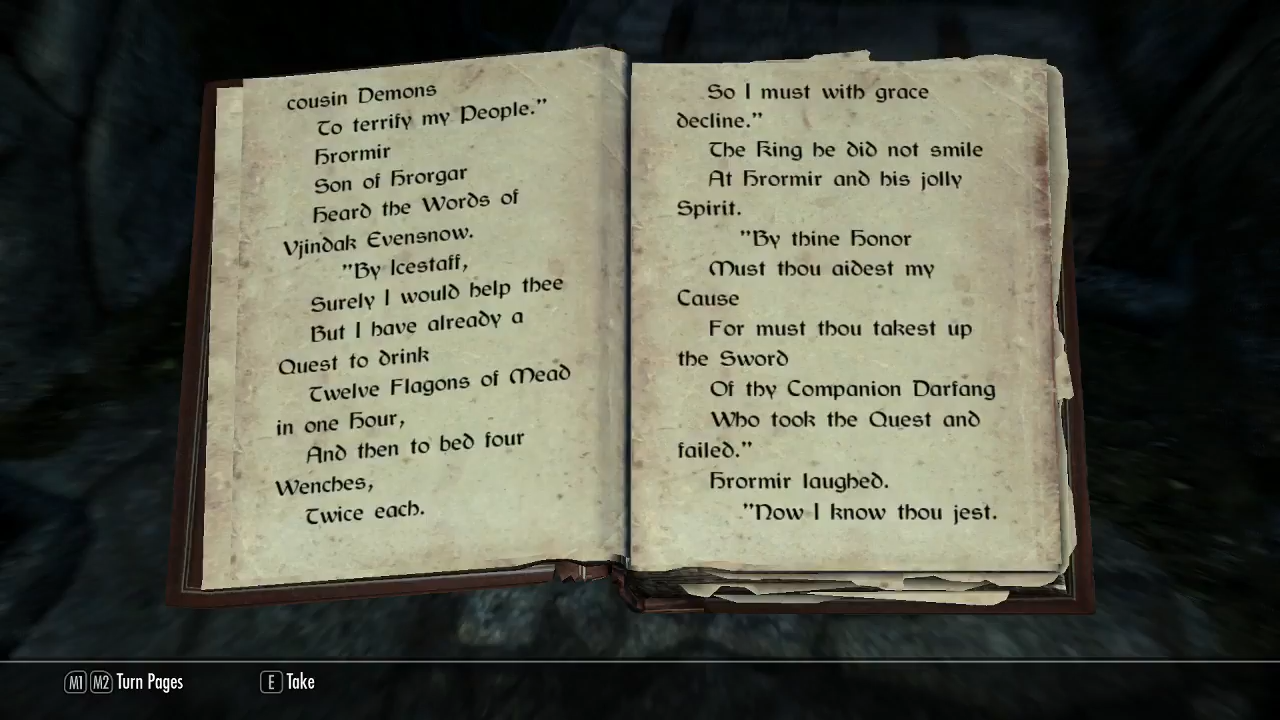 cousin Demons
To terrify my People."
Hrormir
Son of Hrorgar
Heard the Words of
Vjindak Evensnow.
"By Icestaff,
Surely I would help thee
But I have already a
Quest to drink
Twelve Flagons of Mead
in one Hour,
And then to bed four
Wenches,
Twice each.
So I must with grace
decline."
The King he did not smile
At Hrormir and his jolly
Spirit.
"By thine Honor
Must thou aidest my
Cause
For must thou takest up
the Sword
Of thy Companion Darfang
Who took the Quest and
failed."
Hrormir laughed.
"Now I know thou jest.
M1 M2 Turn Pages
E Take